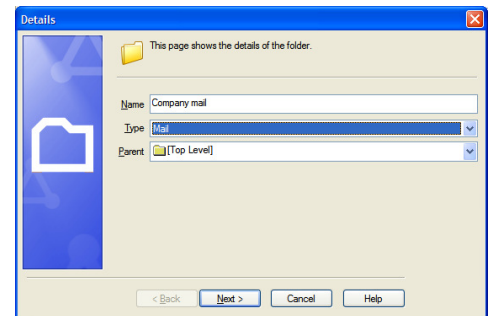 Details
This page shows the details of the folder.
Name Company mail
Type Mail
Parent [Top Level]
< Back Next > Cancel Help